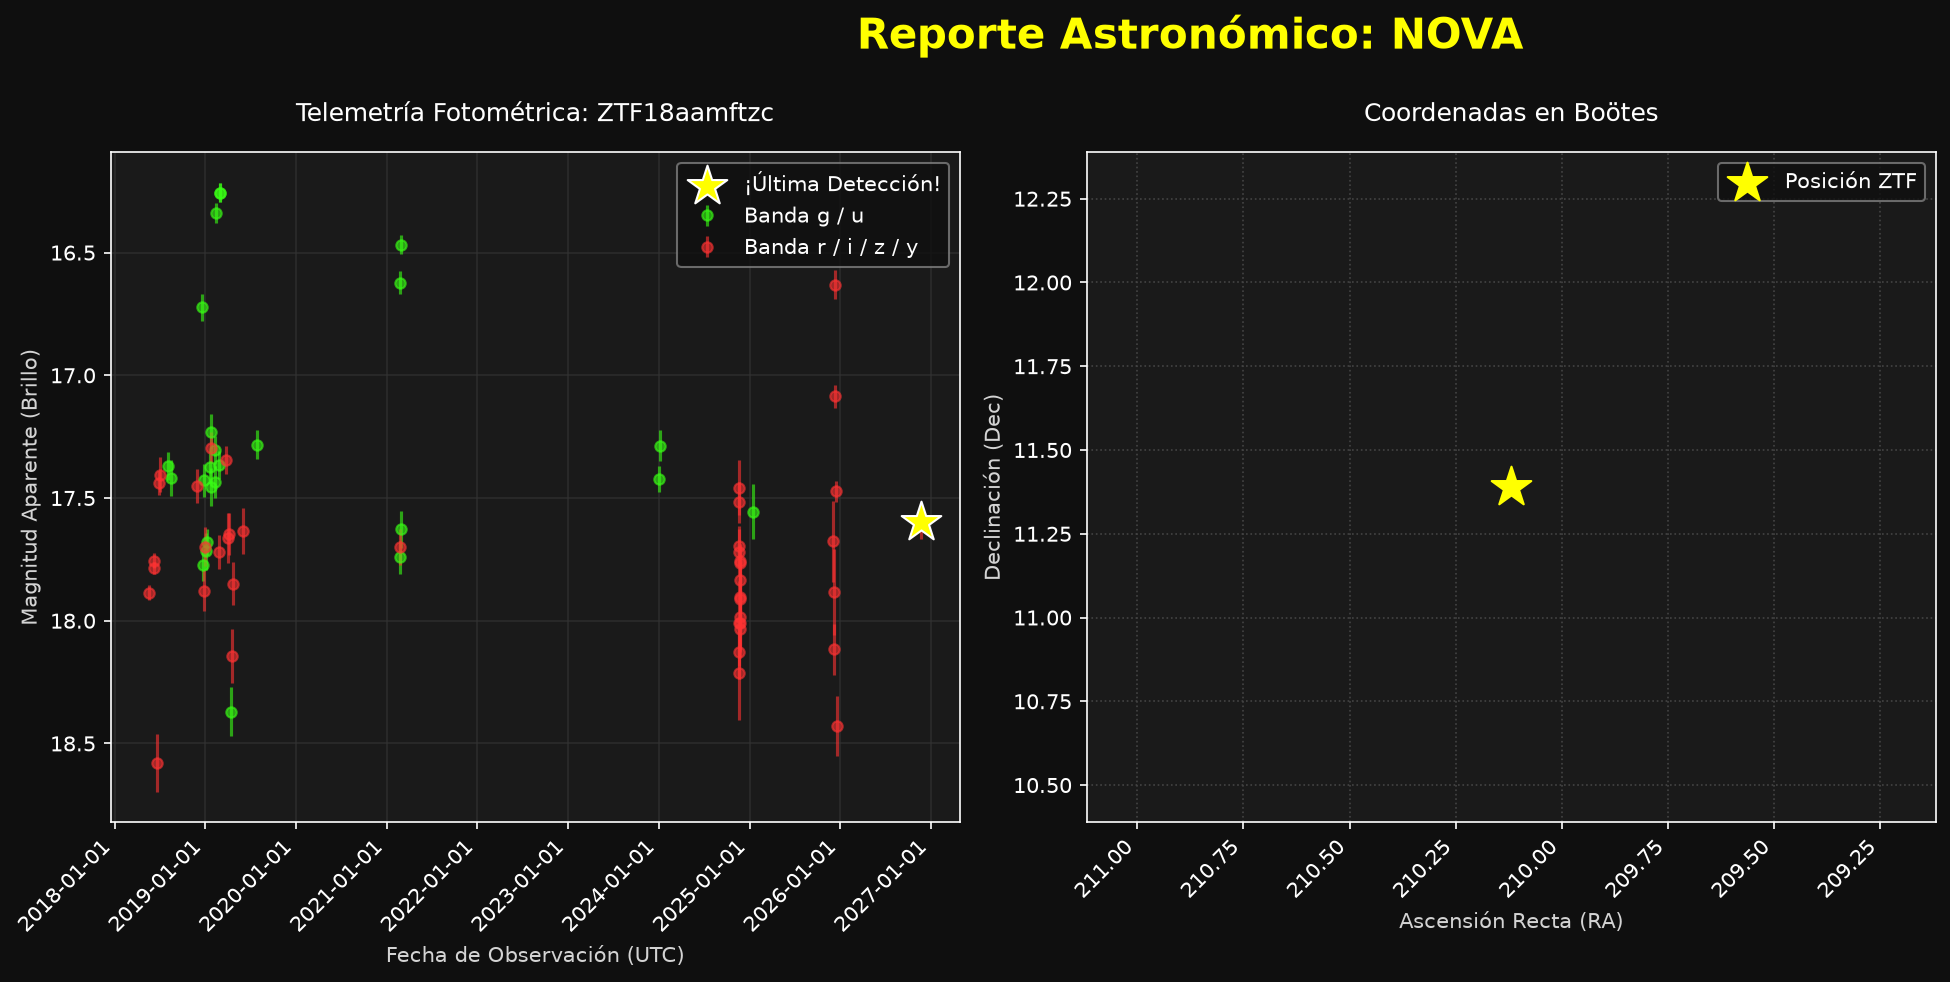 Reporte Astronómico: NOVA
Telemetría Fotométrica: ZTF18aamftzc
¡Última Detección!
Banda g / u
Banda r / i / z / y
Magnitud Aparente (Brillo)
16.5
17.0
17.5
18.0
18.5
2018-01-01
2019-01-01
2020-01-01
2021-01-01
2022-01-01
2023-01-01
2024-01-01
2025-01-01
2026-01-01
2027-01-01
Fecha de Observación (UTC)
Coordenadas en Boötes
Posición ZTF
Declinación (Dec)
12.25
12.00
11.75
11.50
11.25
11.00
10.75
10.50
211.00
210.75
210.50
210.25
210.00
209.75
209.50
209.25
Ascensión Recta (RA)